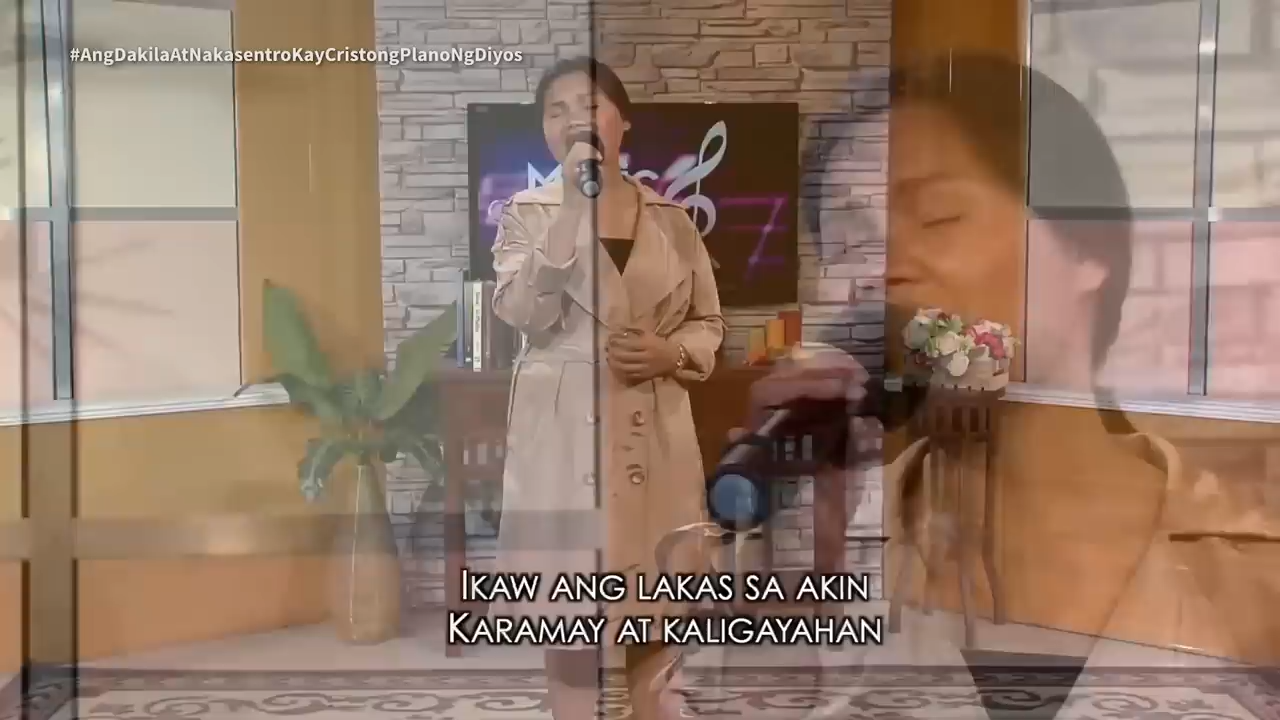 #AngDakilaAtNakasentroKayCristongPlanoNgDiyos
IKAW ANG LAKAS SA AKIN
KARAMAY AT KALIGAYAHAN